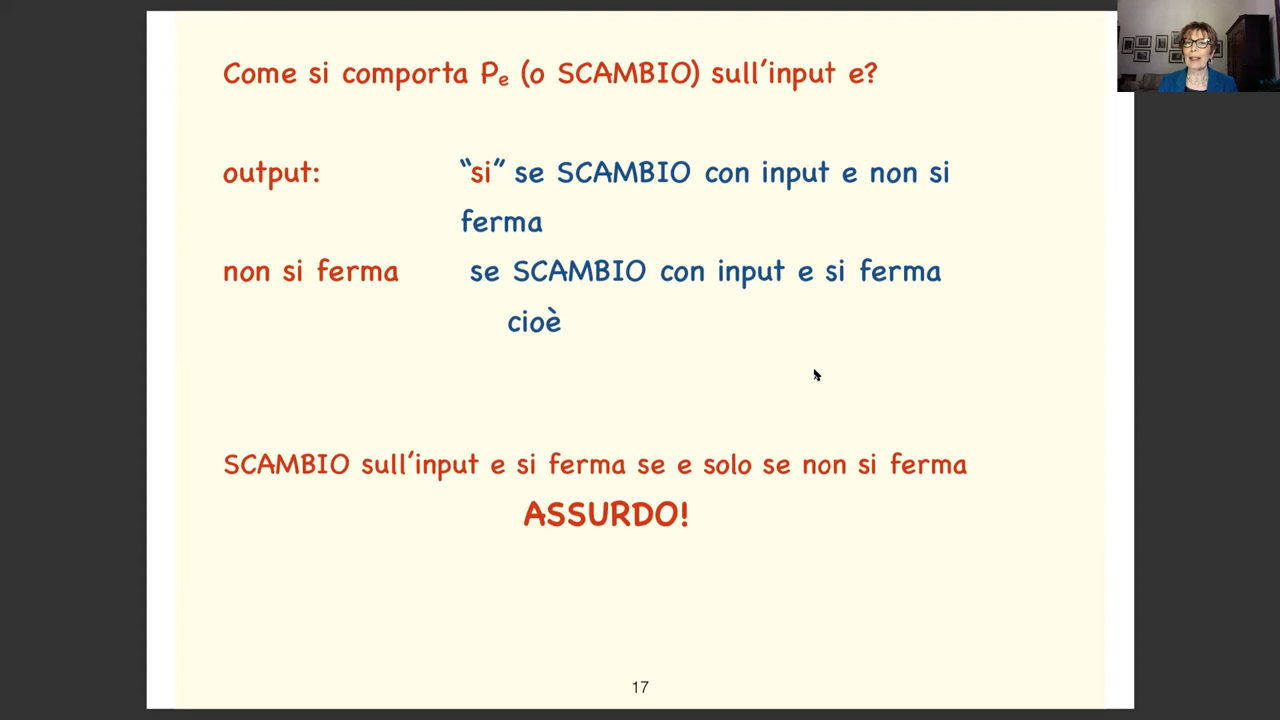 Come si comporta Pₑ (o SCAMBIO) sull'input e?
output: “si” se SCAMBIO con input e non si
ferma
non si ferma se SCAMBIO con input e si ferma
cioè
SCAMBIO sull'input e si ferma se e solo se non si ferma
ASSURDO!
17